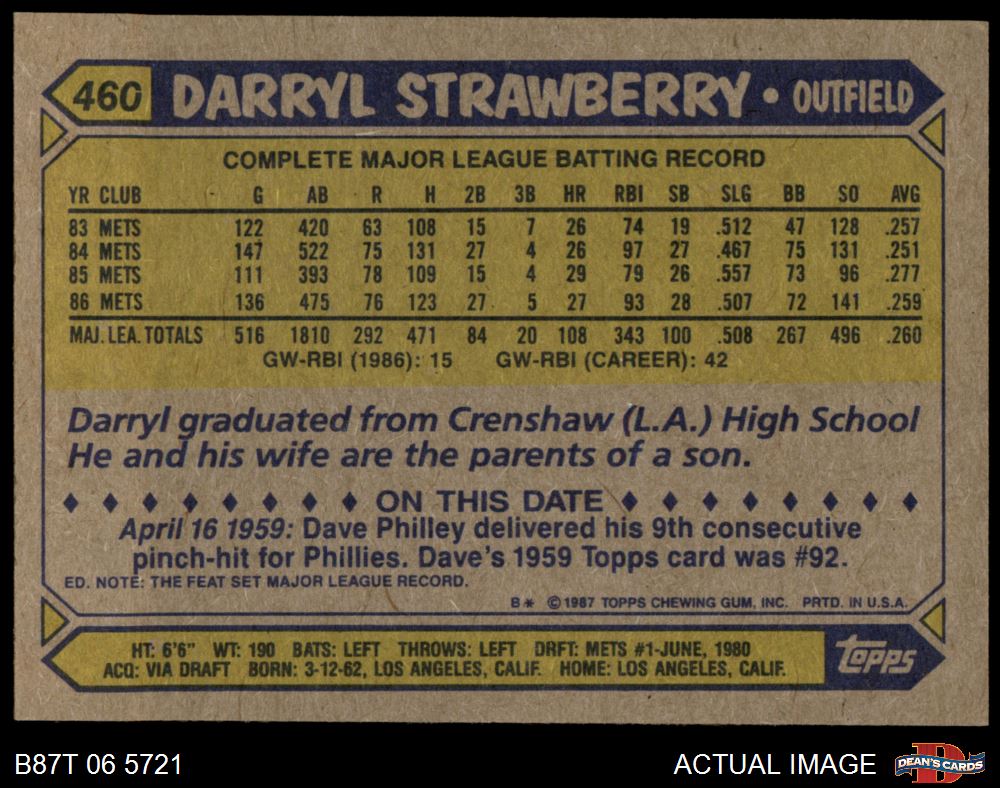 460 DARRYL STRAWBERRY • OUTFIELD
COMPLETE MAJOR LEAGUE BATTING RECORD
YR CLUB G AB R H 2B 3B HR RBI SB SLG BB SO AVG
83 METS 122 420 63 108 15 7 26 74 19 .512 47 128 .257
84 METS 147 522 75 131 27 4 26 97 27 .467 75 131 .251
85 METS 111 393 78 109 15 4 29 79 26 .557 73 96 .277
86 METS 136 475 76 123 27 5 27 93 28 .507 72 141 .259
MAJ. LEA. TOTALS 516 1810 292 471 84 20 108 343 100 .508 267 496 .260
GW-RBI (1986): 15 GW-RBI (CAREER): 42
Darryl graduated from Crenshaw (L.A.) High School
He and his wife are the parents of a son.
♦ ♦ ♦ ♦ ♦ ♦ ♦ ♦ ON THIS DATE ♦ ♦ ♦ ♦ ♦ ♦ ♦ ♦
April 16 1959: Dave Philley delivered his 9th consecutive
pinch-hit for Phillies. Dave's 1959 Topps card was #92.
ED. NOTE: THE FEAT SET MAJOR LEAGUE RECORD.
B* © 1987 TOPPS CHEWING GUM, INC. PRTD. IN U.S.A.
HT: 6'6" WT: 190 BATS: LEFT THROWS: LEFT DRFT: METS #1-JUNE, 1980
ACQ: VIA DRAFT BORN: 3-12-62, LOS ANGELES, CALIF. HOME: LOS ANGELES, CALIF.
Topps
B87T 06 5721
ACTUAL IMAGE
D
DEAN'S CARDS